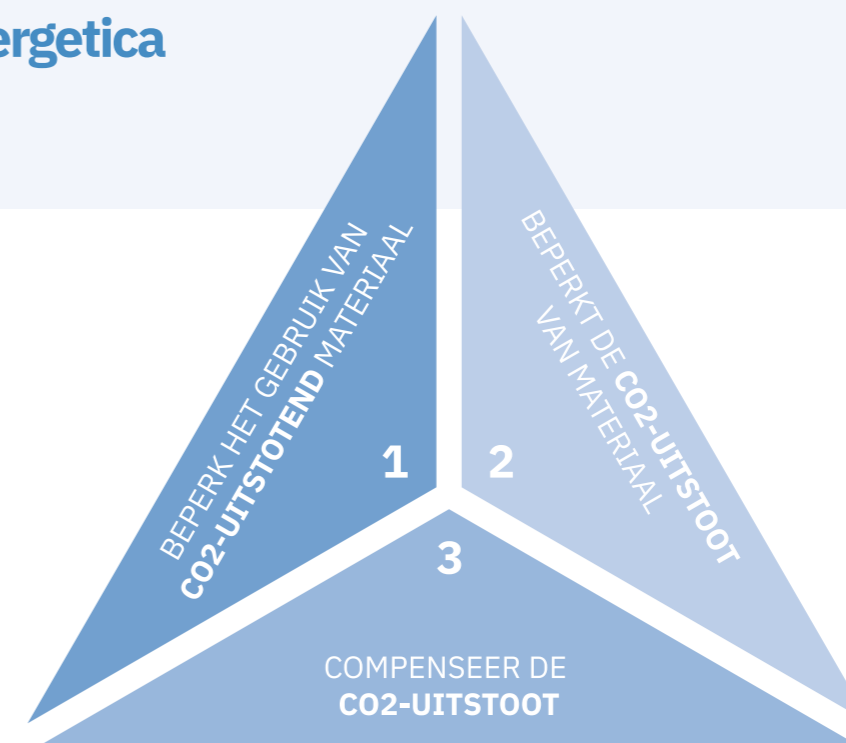 ergetica
BEPERK HET GEBRUIK VAN
CO2-UITSTOTEND MATERIAAL
1
2
BEPERKT DE CO2-UITSTOOT
VAN MATERIAAL
3
COMPENSEER DE
CO2-UITSTOOT